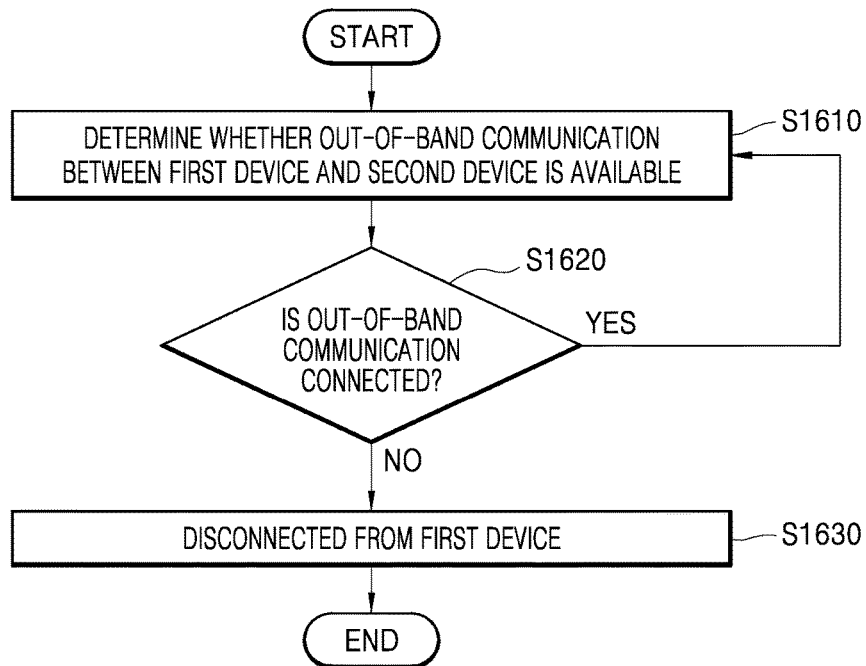 START
DETERMINE WHETHER OUT-OF-BAND COMMUNICATION
BETWEEN FIRST DEVICE AND SECOND DEVICE IS AVAILABLE
S1610
S1620
IS OUT-OF-BAND
COMMUNICATION
CONNECTED?
YES
NO
DISCONNECTED FROM FIRST DEVICE
S1630
END